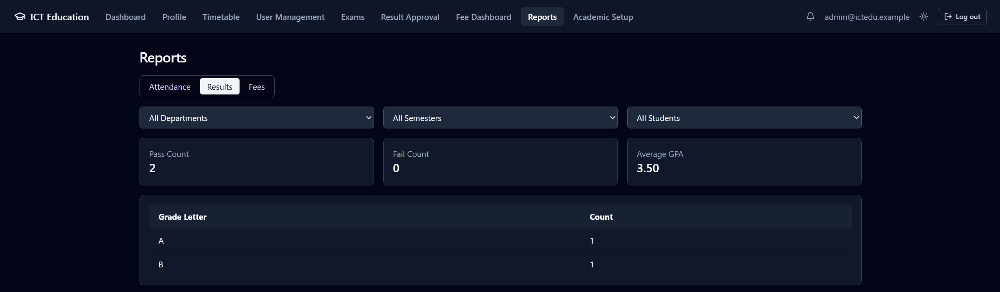 ICT Education Dashboard Profile Timetable User Management Exams Result Approval Fee Dashboard Reports Academic Setup admin@ictedu.example Log out
Reports
Attendance Results Fees
All Departments All Semesters All Students
Pass Count Fail Count Average GPA
2 0 3.50
Grade Letter Count
A 1
B 1